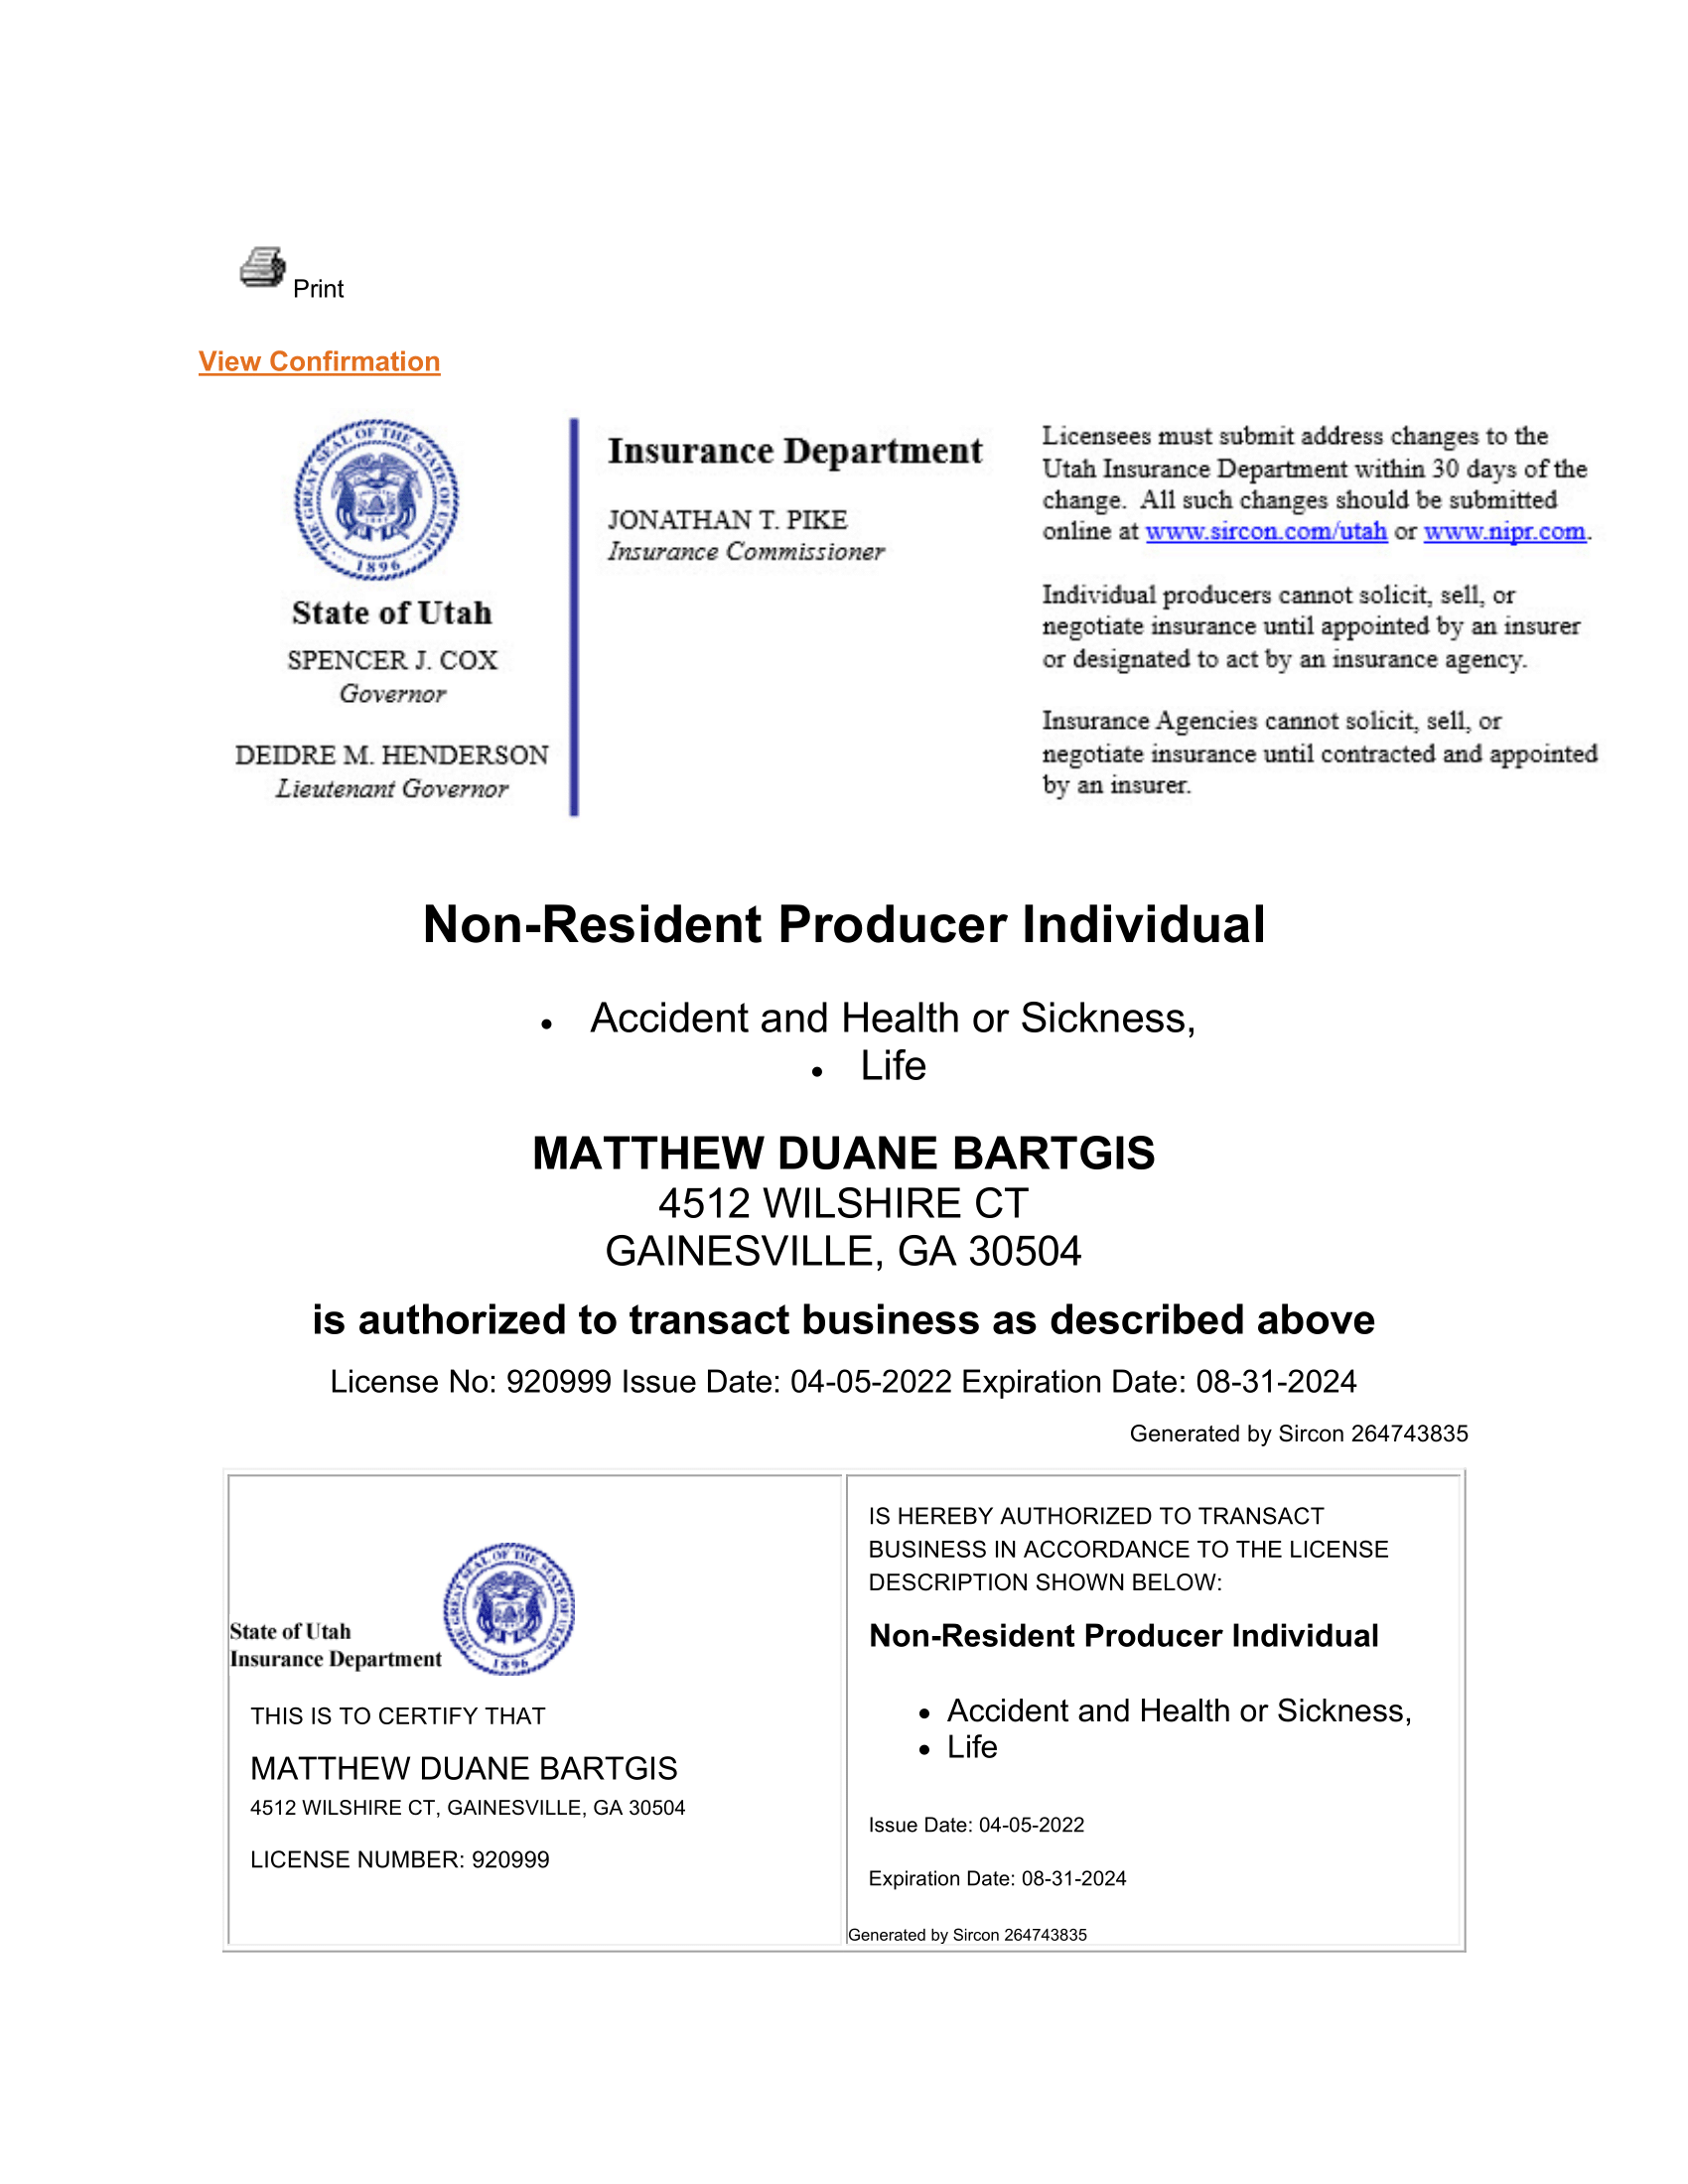 Print
View Confirmation
THE GREAT SEAL OF THE STATE OF UTAH
1896
State of Utah
SPENCER J. COX
Governor
DEIDRE M. HENDERSON
Lieutenant Governor
Insurance Department
JONATHAN T. PIKE
Insurance Commissioner
Licensees must submit address changes to the
Utah Insurance Department within 30 days of the
change.  All such changes should be submitted
online at www.sircon.com/utah or www.nipr.com.
Individual producers cannot solicit, sell, or
negotiate insurance until appointed by an insurer
or designated to act by an insurance agency.
Insurance Agencies cannot solicit, sell, or
negotiate insurance until contracted and appointed
by an insurer.
Non-Resident Producer Individual
• Accident and Health or Sickness,
• Life
MATTHEW DUANE BARTGIS
4512 WILSHIRE CT
GAINESVILLE, GA 30504
is authorized to transact business as described above
License No: 920999 Issue Date: 04-05-2022 Expiration Date: 08-31-2024
Generated by Sircon 264743835
State of Utah
Insurance Department
THE GREAT SEAL OF THE STATE OF UTAH
1896
THIS IS TO CERTIFY THAT
MATTHEW DUANE BARTGIS
4512 WILSHIRE CT, GAINESVILLE, GA 30504
LICENSE NUMBER: 920999
IS HEREBY AUTHORIZED TO TRANSACT
BUSINESS IN ACCORDANCE TO THE LICENSE
DESCRIPTION SHOWN BELOW:
Non-Resident Producer Individual
• Accident and Health or Sickness,
• Life
Issue Date: 04-05-2022
Expiration Date: 08-31-2024
Generated by Sircon 264743835